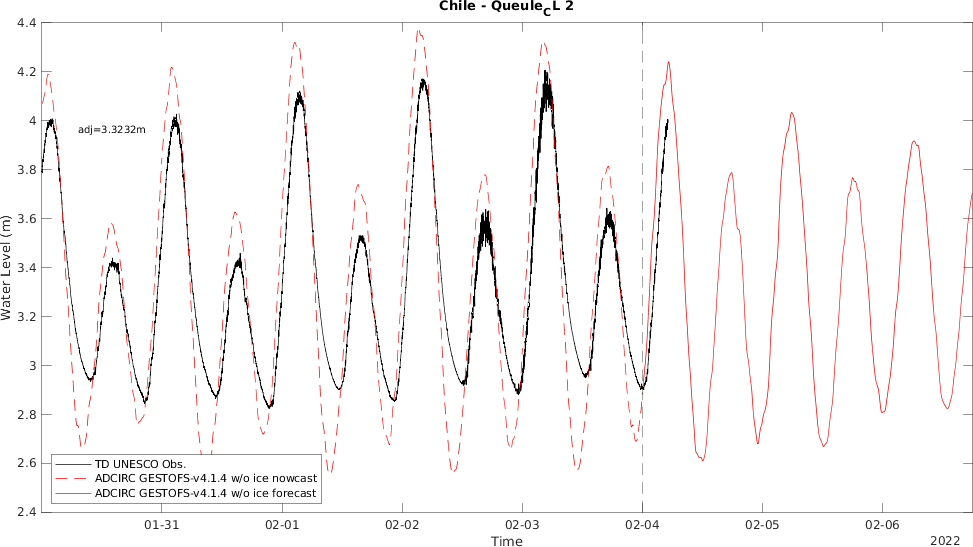 Chile - Queule_CL 2
4.4
4.2
4
3.8
3.6
3.4
3.2
3
2.8
2.6
2.4
Water Level (m)
adj=3.3232m
TD UNESCO Obs.
ADCIRC GESTOFS-v4.1.4 w/o ice nowcast
ADCIRC GESTOFS-v4.1.4 w/o ice forecast
01-31
02-01
02-02
02-03
02-04
02-05
02-06
Time
2022